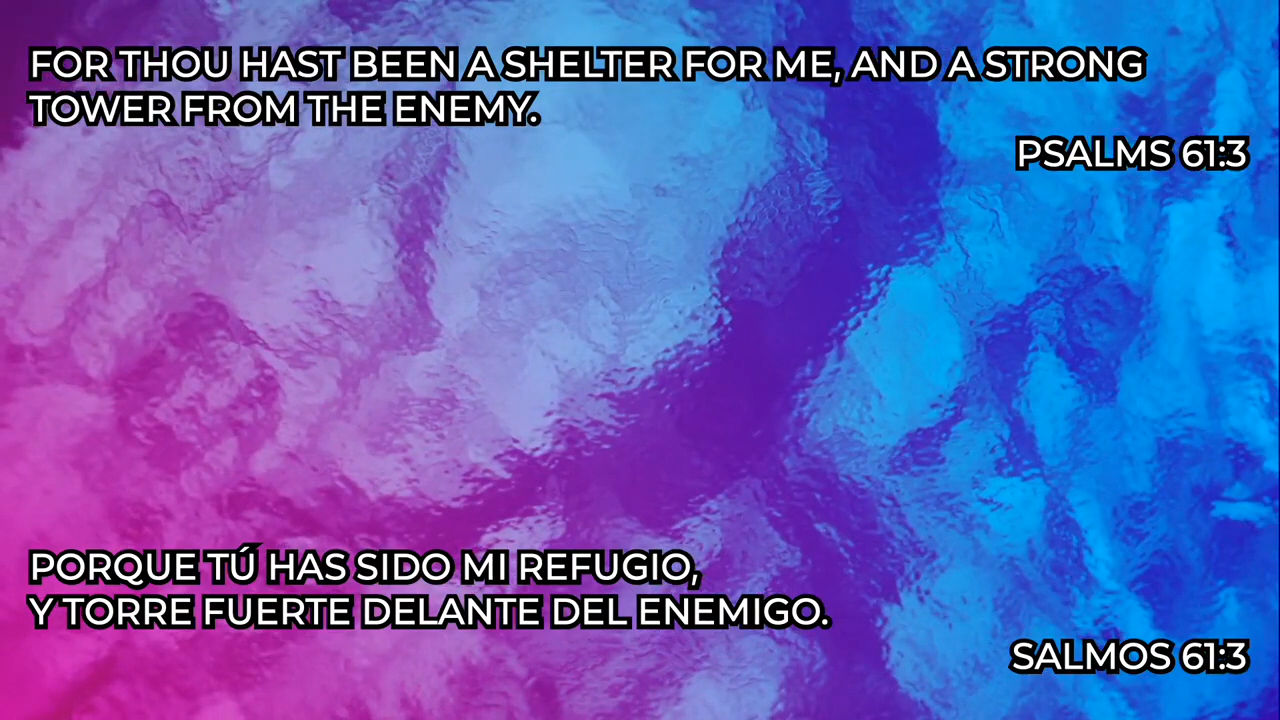 FOR THOU HAST BEEN A SHELTER FOR ME, AND A STRONG
TOWER FROM THE ENEMY.
PSALMS 61:3
PORQUE TÚ HAS SIDO MI REFUGIO,
Y TORRE FUERTE DELANTE DEL ENEMIGO.
SALMOS 61:3